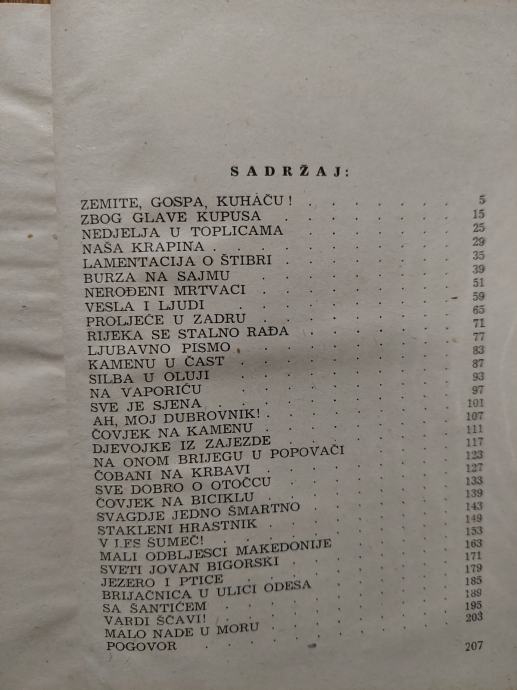 SADRŽAJ:
ZEMITE, GOSPA, KUHAČU!
ZBOG GLAVE KUPUSA
NEDJELJA U TOPLICAMA
NAŠA KRAPINA
LAMENTACIJA O ŠTIBRI
BURZA NA SAJMU
NEROĐENI MRTVACI
VESLA I LJUDI
PROLJEĆE U ZADRU
RIJEKA SE STALNO RAĐA
LJUBAVNO PISMO
KAMENU U ČAST
SILBA U OLUJI
NA VAPORIĆU
SVE JE SJENA
AH, MOJ DUBROVNIK!
ČOVJEK NA KAMENU
DJEVOJKE IZ ZAJEZDE
NA ONOM BRIJEGU U POPOVAČI
ČOBANI NA KRBAVI
SVE DOBRO O OTOČCU
ČOVJEK NA BICIKLU
SVAGDJE JEDNO ŠMARTNO
STAKLENI HRASTNIK
V LES ŠUMEČ!
MALI ODBLJESCI MAKEDONIJE
SVETI JOVAN BIGORSKI
JEZERO I PTICE
BRIJAČNICA U ULICI ODESA
SA ŠANTIĆEM
VARDI ŠČAVI!
MALO NADE U MORU
POGOVOR
5
15
25
29
35
39
51
59
65
71
77
83
87
93
97
101
107
111
117
123
127
133
139
143
149
153
163
171
179
185
189
195
203
207